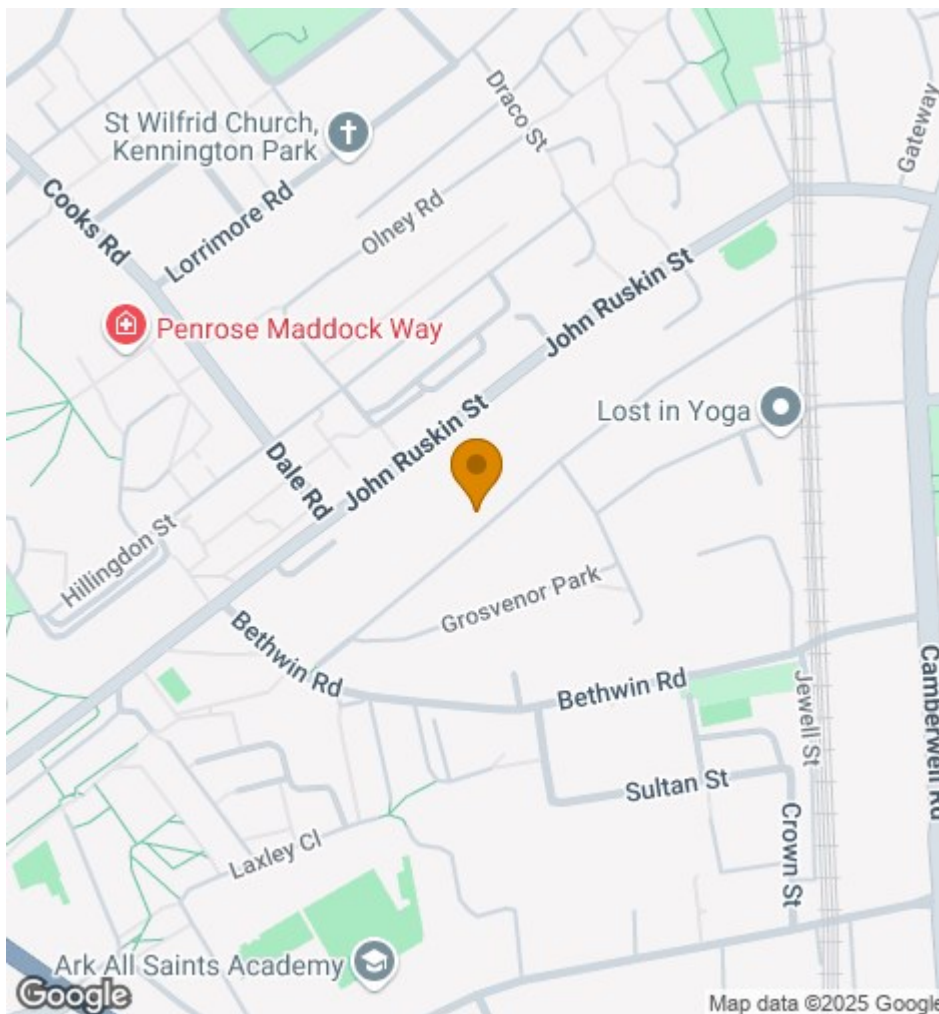 Draco St
Gateway
St Wilfrid Church,
Kennington Park
Cooks Rd
Lorrimore Rd
Olney Rd
John Ruskin St
Penrose Maddock Way
John Ruskin St
Lost in Yoga
Dale Rd
Hillingdon St
Grosvenor Park
Bethwin Rd
Bethwin Rd
Jewell St
Camberwell Rd
Sultan St
Crown St
Laxley Cl
Ark All Saints Academy
Google
Map data ©2025 Google